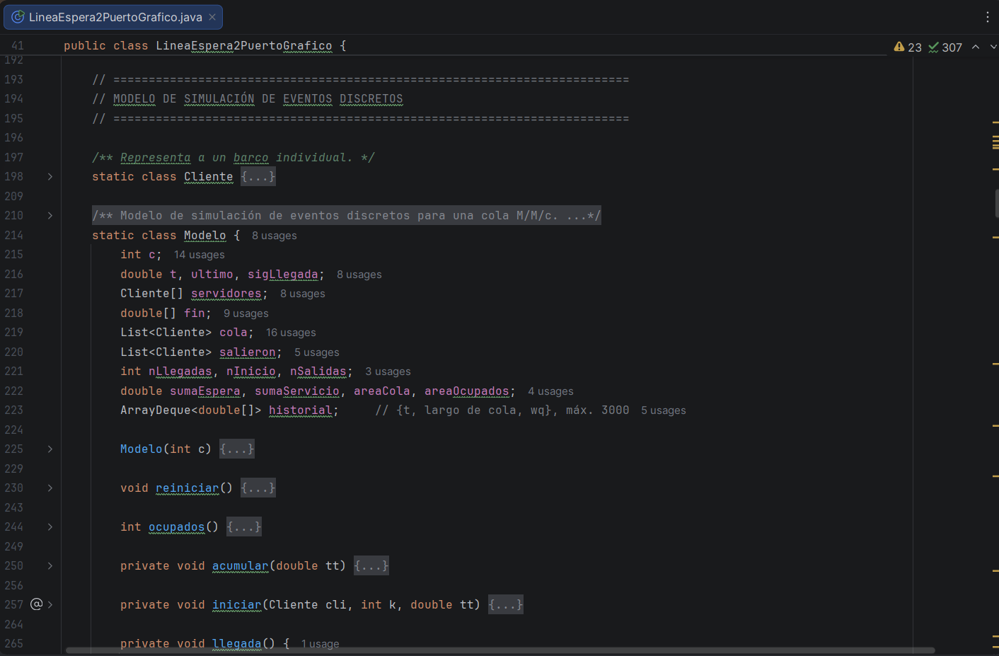 LineaEspera2PuertoGrafico.java
41 public class LineaEspera2PuertoGrafico {
23 307
192
193 // =========================================================================
194 // MODELO DE SIMULACIÓN DE EVENTOS DISCRETOS
195 // =========================================================================
196
197 /** Representa a un barco individual. */
198 static class Cliente {...}
209
210 /** Modelo de simulación de eventos discretos para una cola M/M/c. ...*/
214 static class Modelo { 8 usages
215 int c; 14 usages
216 double t, ultimo, sigLlegada; 8 usages
217 Cliente[] servidores; 8 usages
218 double[] fin; 9 usages
219 List<Cliente> cola; 16 usages
220 List<Cliente> salieron; 5 usages
221 int nLlegadas, nInicio, nSalidas; 3 usages
222 double sumaEspera, sumaServicio, areaCola, areaOcupados; 4 usages
223 ArrayDeque<double[]> historial; // {t, largo de cola, wq}, máx. 3000 5 usages
224
225 Modelo(int c) {...}
229
230 void reiniciar() {...}
243
244 int ocupados() {...}
249
250 private void acumular(double tt) {...}
256
257 @ private void iniciar(Cliente cli, int k, double tt) {...}
264
265 private void llegada() { 1 usage